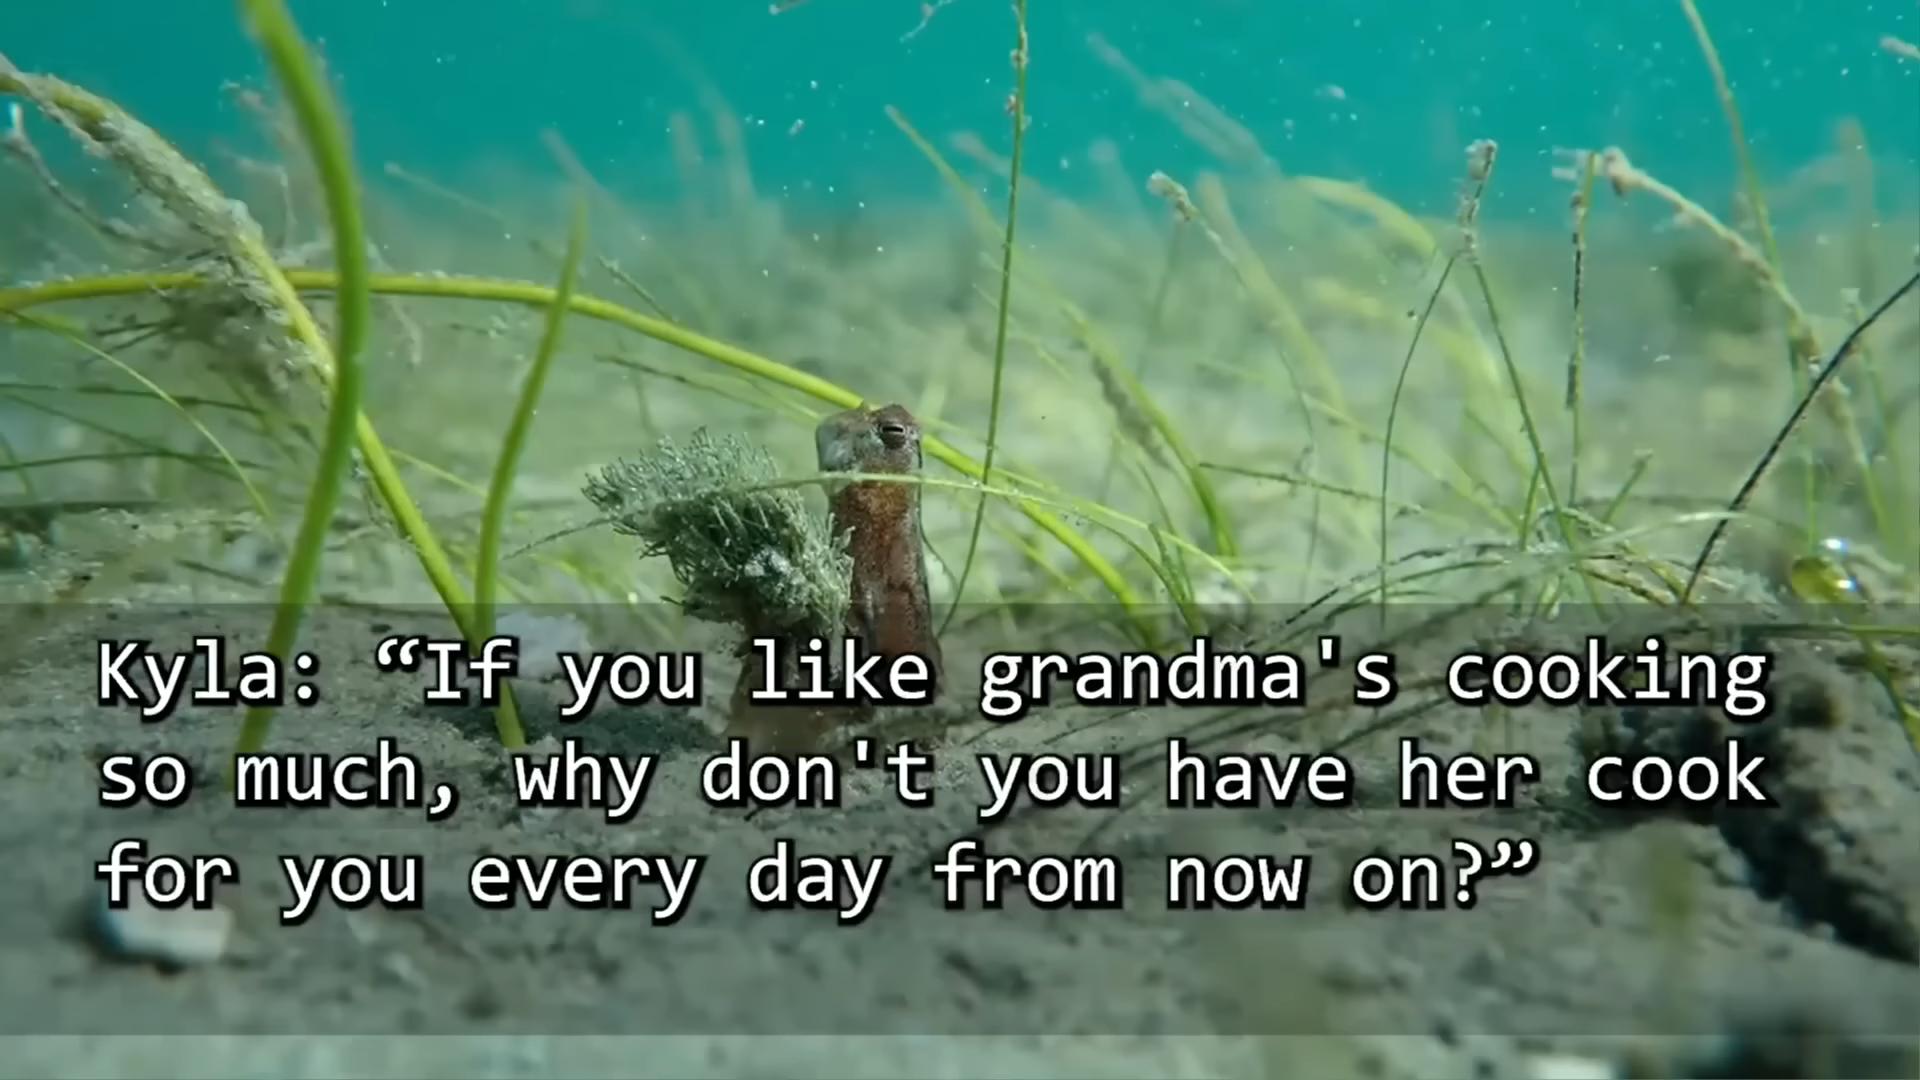 Kyla: “If you like grandma's cooking
so much, why don't you have her cook
for you every day from now on?”